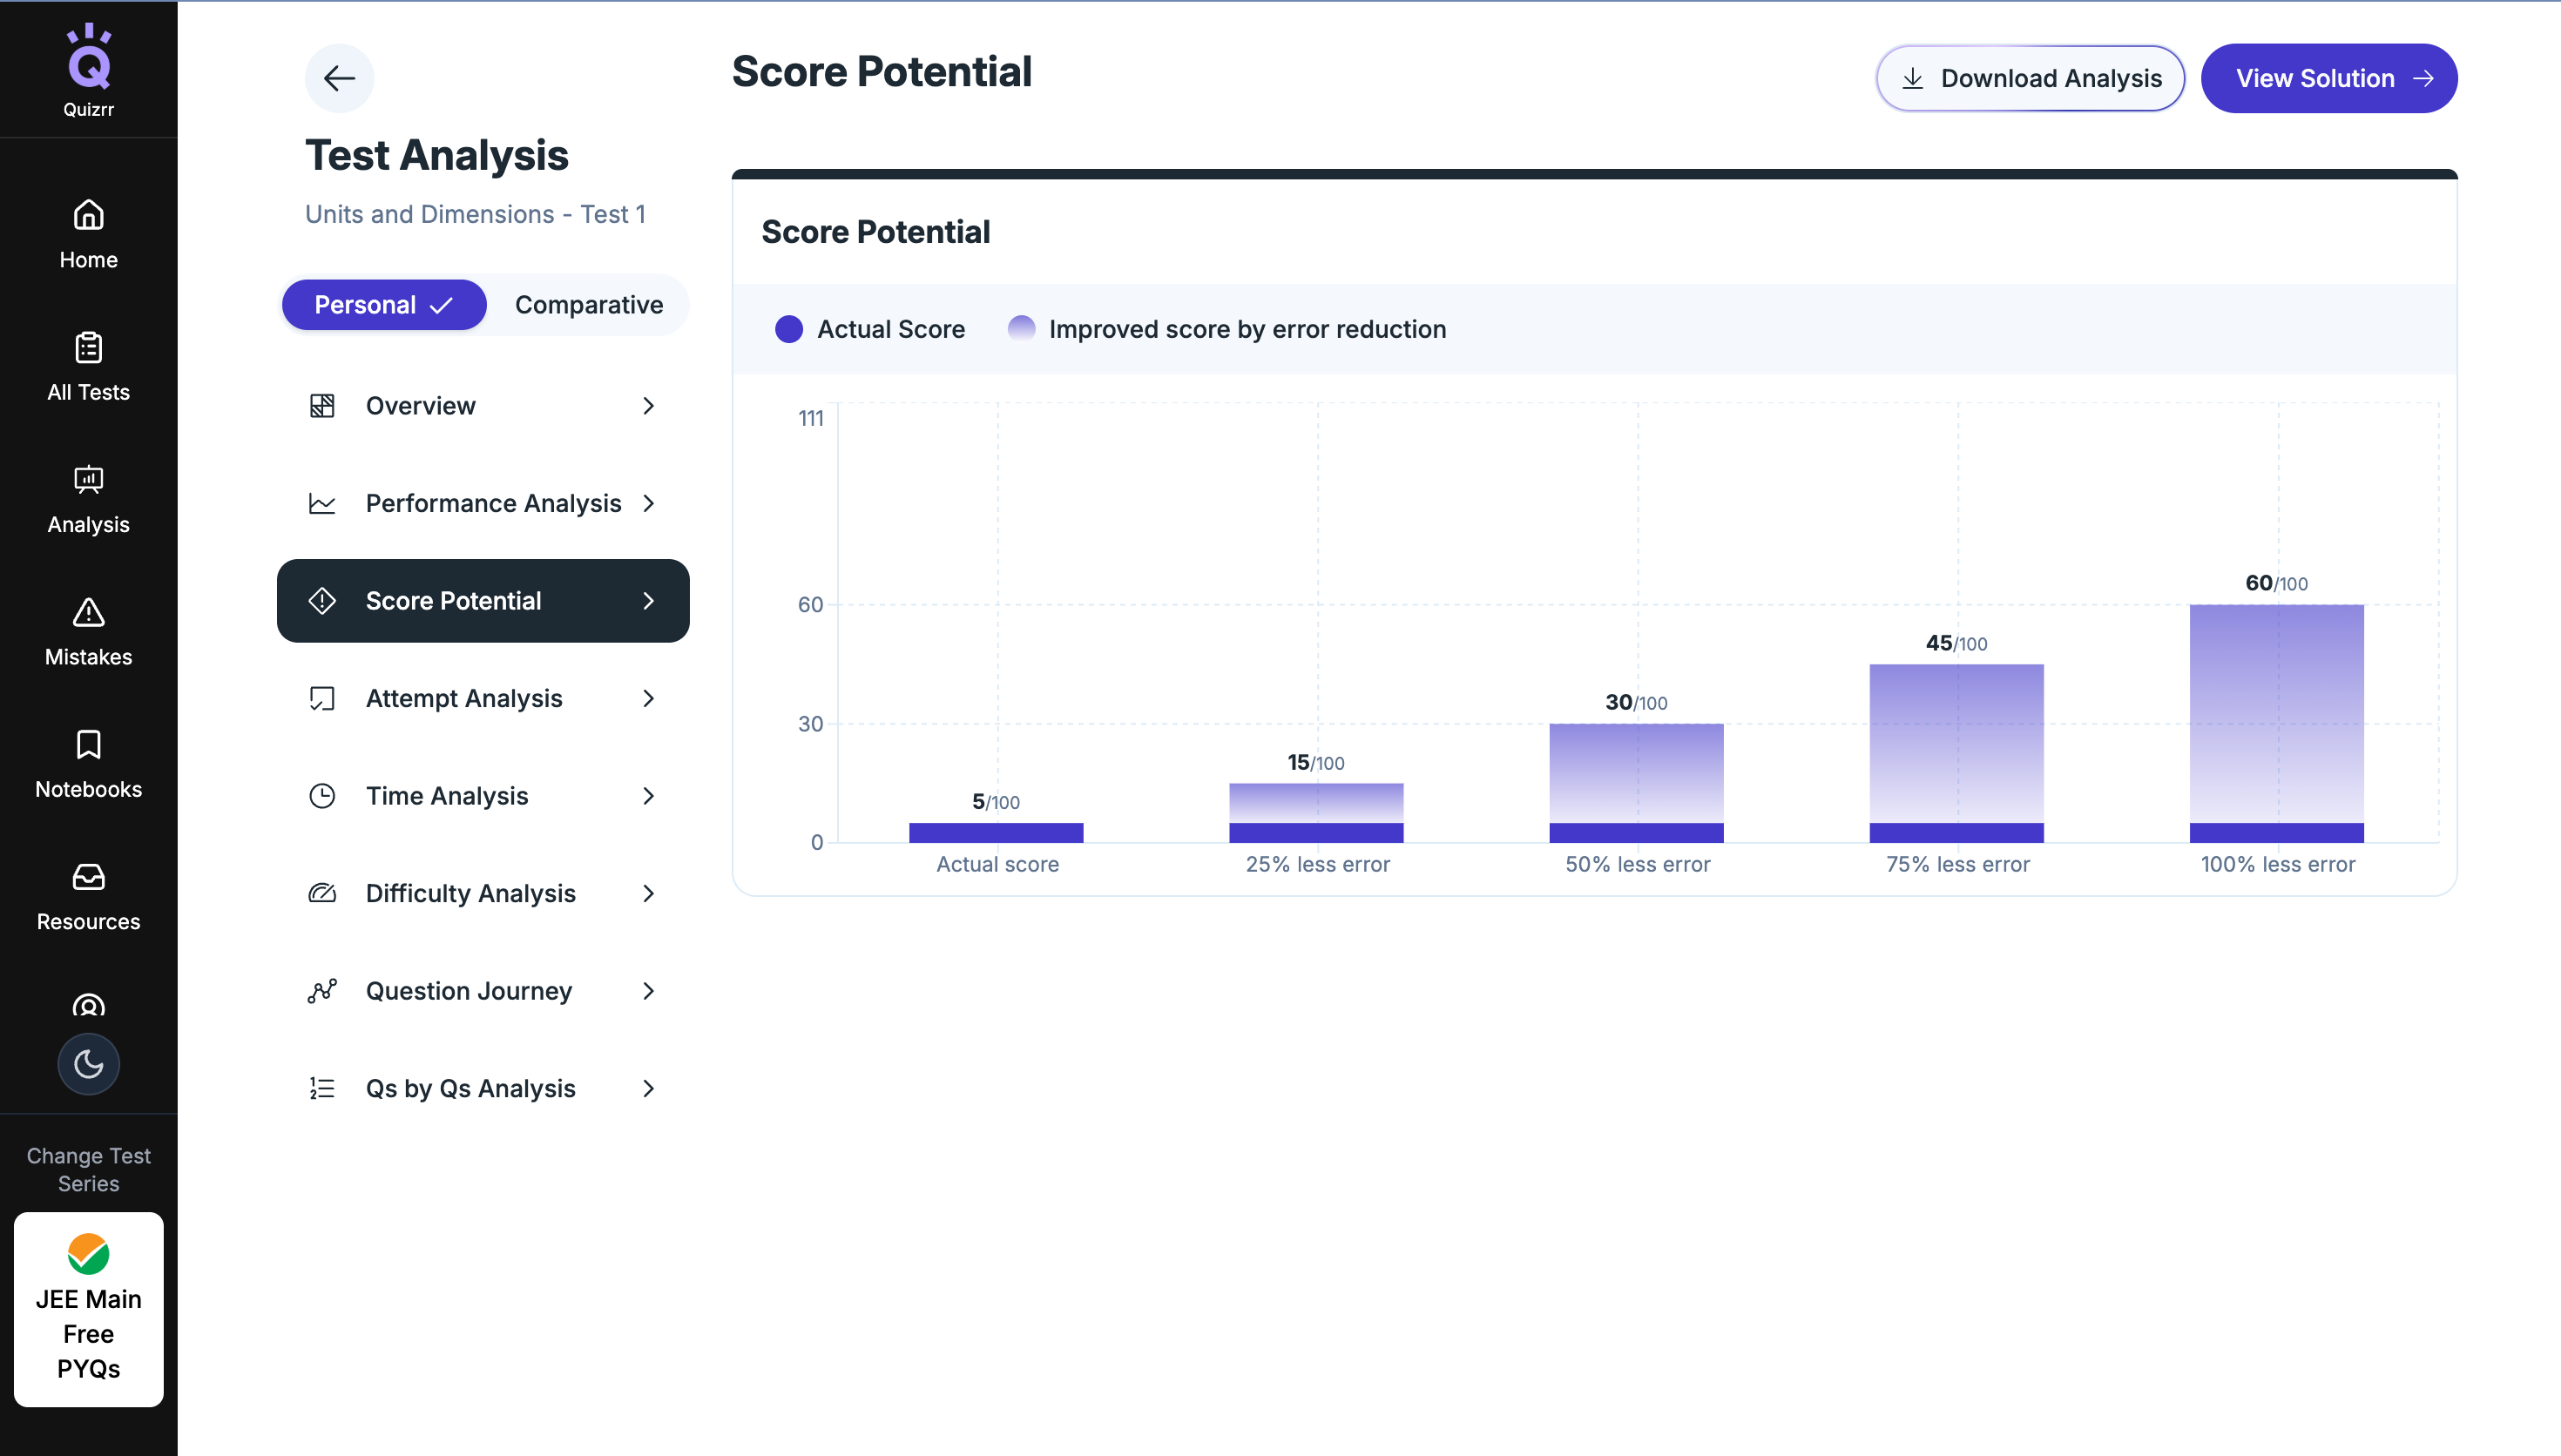 Quizrr
Home
All Tests
Analysis
Mistakes
Notebooks
Resources
Change Test
Series
JEE Main
Free
PYQs
Test Analysis
Units and Dimensions - Test 1
Personal
Comparative
Overview
Performance Analysis
Score Potential
Attempt Analysis
Time Analysis
Difficulty Analysis
Question Journey
Qs by Qs Analysis
Score Potential
Download Analysis
View Solution
Score Potential
Actual Score
Improved score by error reduction
111
60
30
0
5/100
15/100
30/100
45/100
60/100
Actual score
25% less error
50% less error
75% less error
100% less error